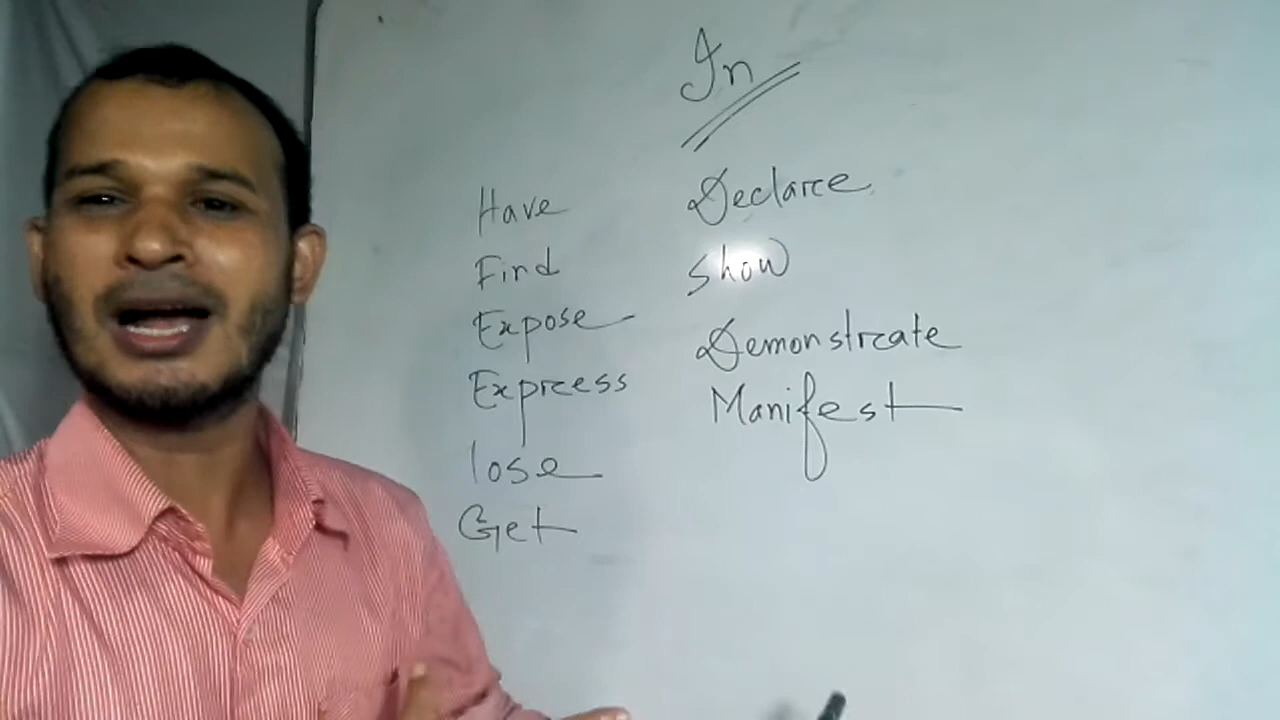 In
Have
Find
Expose
Express
lose
Get
Declare
Show
Demonstrate
Manifest